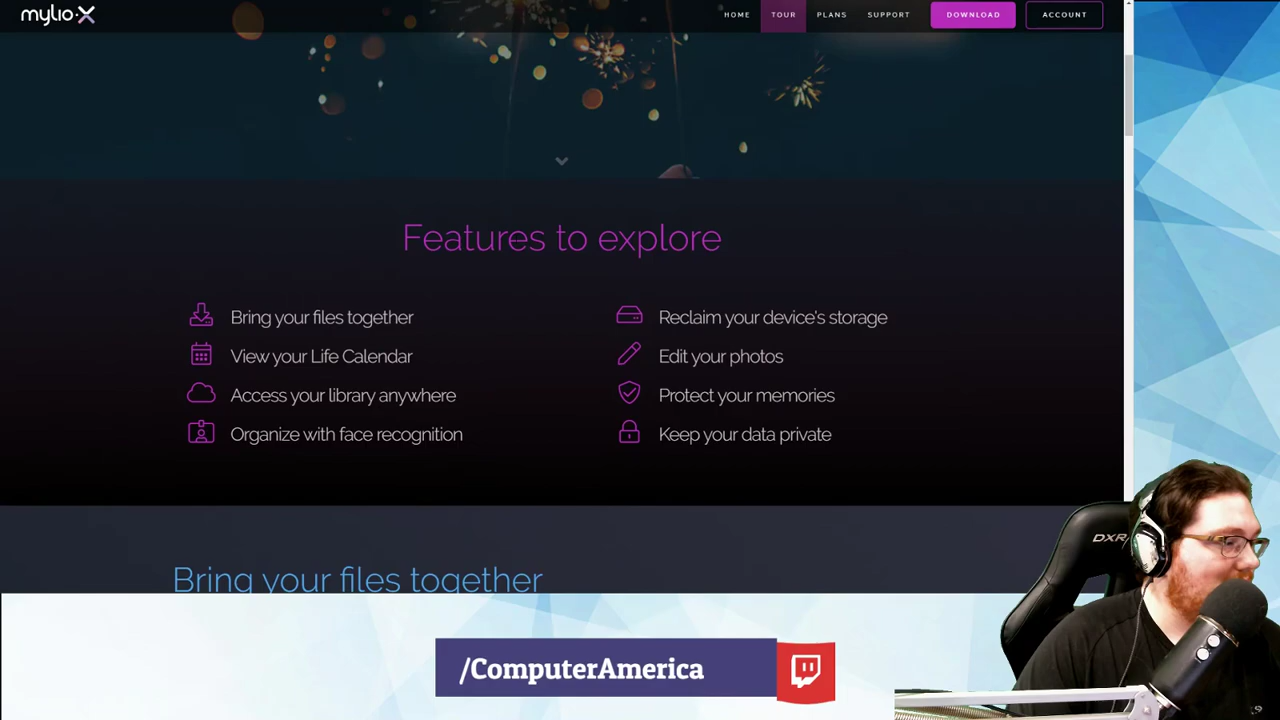 mylio X
HOME TOUR PLANS SUPPORT DOWNLOAD ACCOUNT
Features to explore
Bring your files together
Reclaim your device's storage
View your Life Calendar
Edit your photos
Access your library anywhere
Protect your memories
Organize with face recognition
Keep your data private
Bring your files together
DXR
/ComputerAmerica